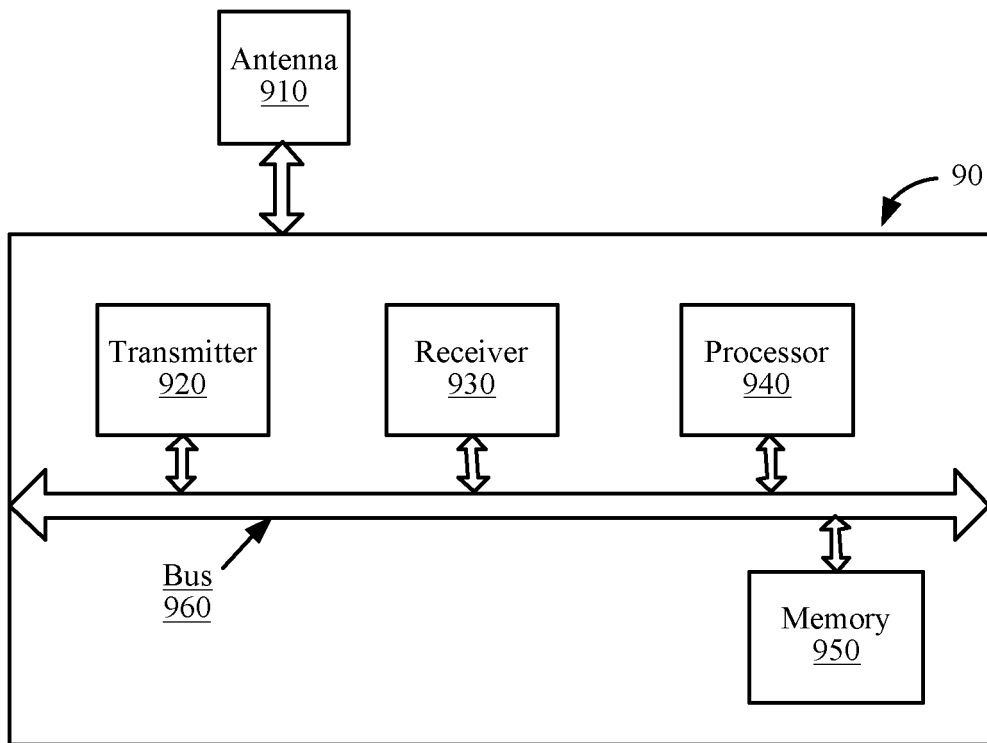 Antenna
910
90
Transmitter
920
Receiver
930
Processor
940
Bus
960
Memory
950